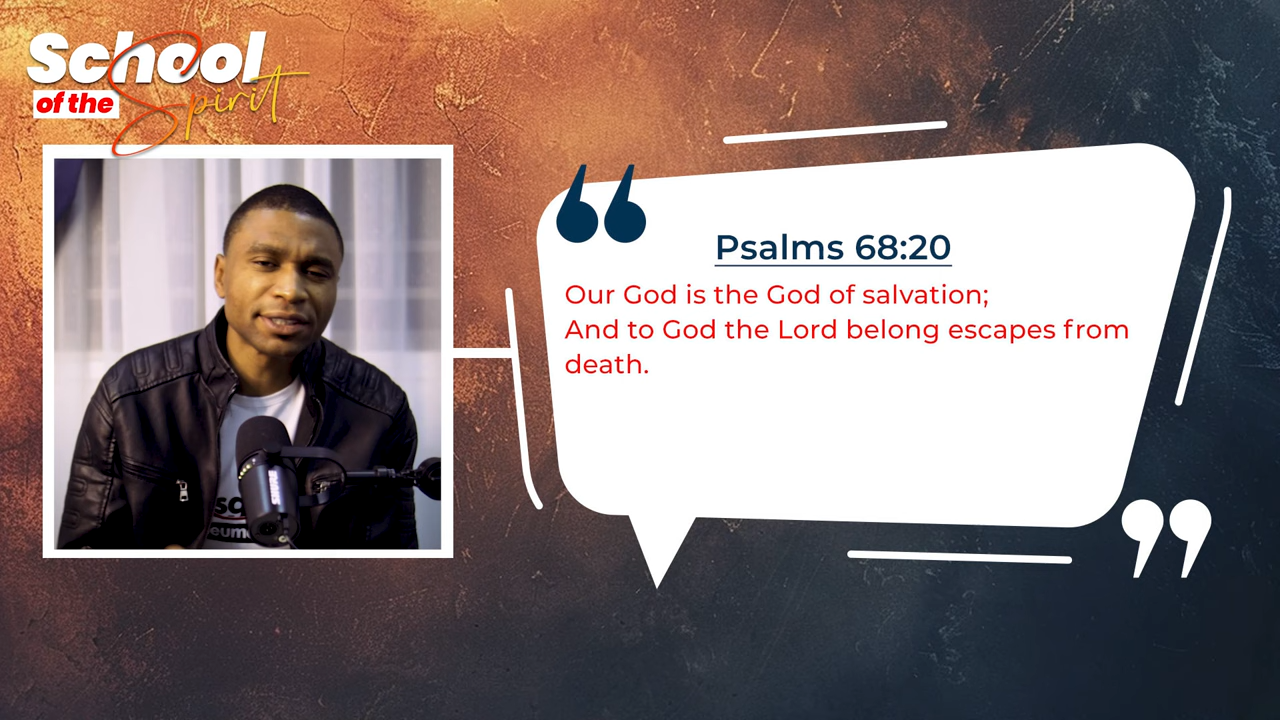 School
of the Spirit
Psalms 68:20
Our God is the God of salvation;
And to God the Lord belong escapes from
death.